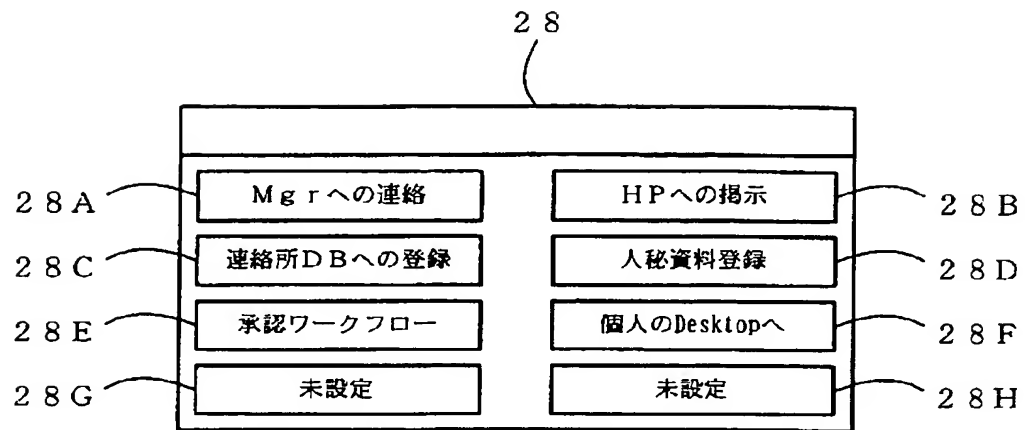 ２８
２８Ａ Ｍｇｒへの連絡 ＨＰへの掲示 ２８Ｂ
２８Ｃ 連絡所ＤＢへの登録 人秘資料登録 ２８Ｄ
２８Ｅ 承認ワークフロー 個人のDesktopへ ２８Ｆ
２８Ｇ 未設定 未設定 ２８Ｈ